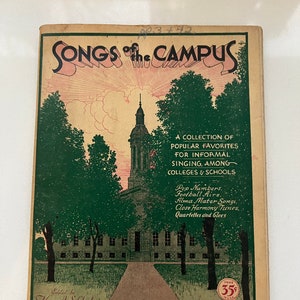 SONGS of the CAMPUS
A COLLECTION OF
POPULAR FAVORITES
FOR INFORMAL
SINGING AMONG
COLLEGES & SCHOOLS
Pep Numbers
Football Airs
Alma Mater Songs
Close Harmony Tunes
Quartettes and Glees
35¢